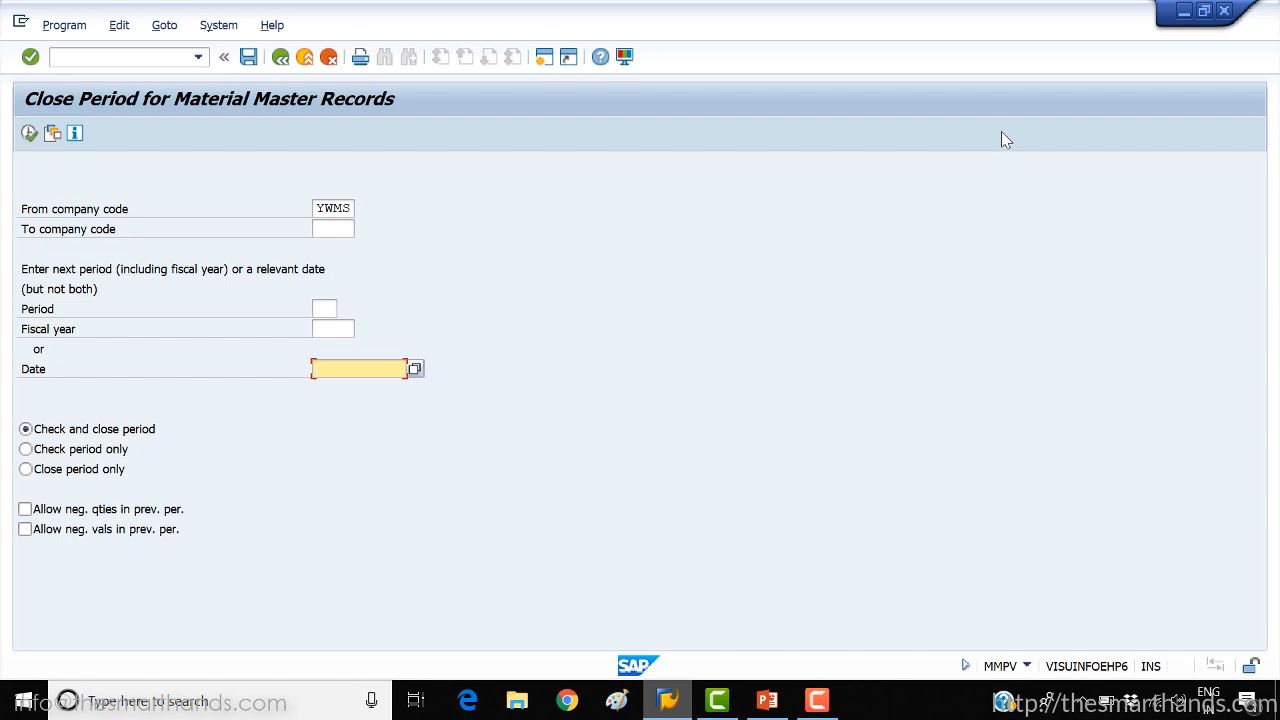 Program Edit Goto System Help
Close Period for Material Master Records
From company code YWMS
To company code
Enter next period (including fiscal year) or a relevant date
(but not both)
Period
Fiscal year
or
Date
Check and close period
Check period only
Close period only
Allow neg. qties in prev. per.
Allow neg. vals in prev. per.
SAP MMPV VISUINFOEHP6 INS
Type here to search
ENG
IN
info@thesmarthands.com
http://thesmarthands.com